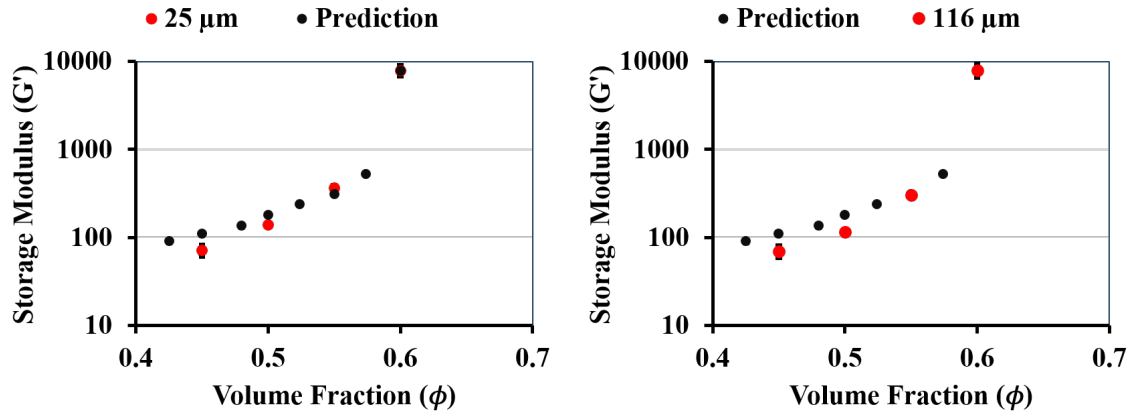 25 µm Prediction
Storage Modulus (G')
10000
1000
100
10
0.4 0.5 0.6 0.7
Volume Fraction (ϕ)
Prediction 116 µm
Storage Modulus (G')
10000
1000
100
10
0.4 0.5 0.6 0.7
Volume Fraction (ϕ)